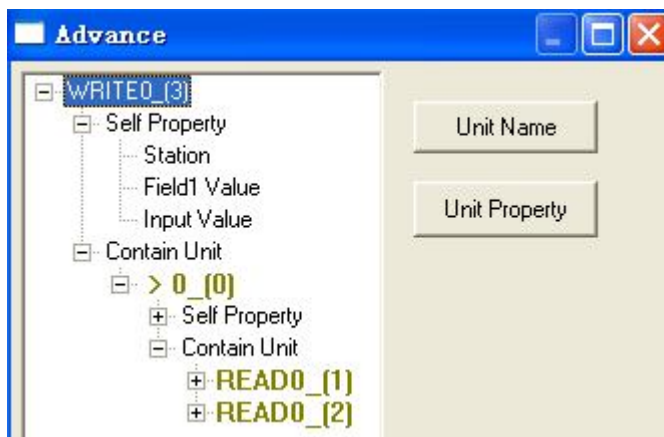 Advance
WRITE0_(3)
Self Property
Station
Field1 Value
Input Value
Contain Unit
> 0_(0)
Self Property
Contain Unit
READ0_(1)
READ0_(2)
Unit Name
Unit Property